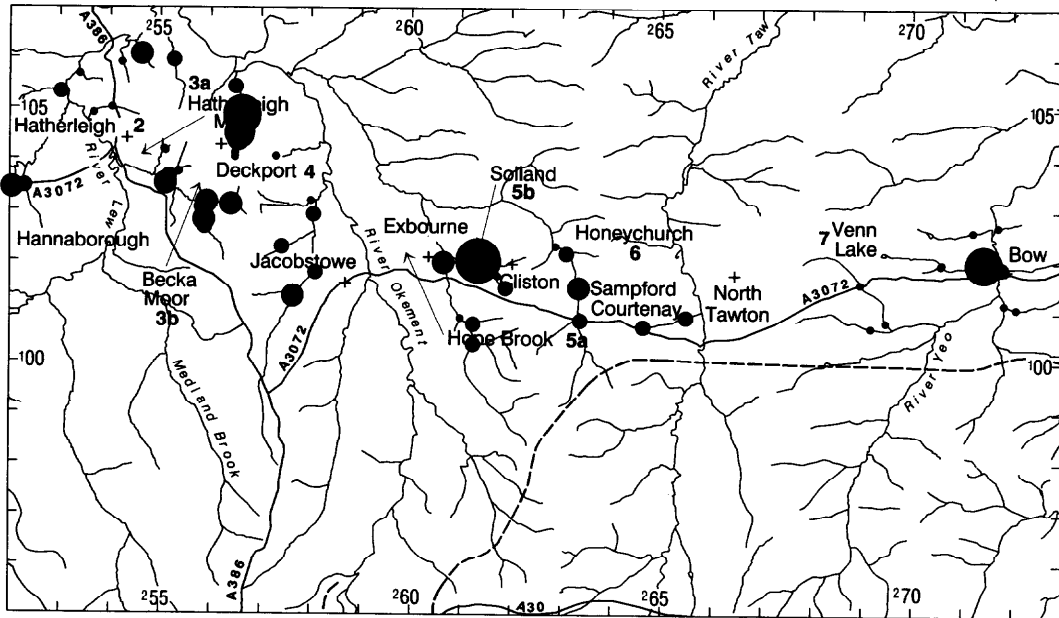 A386
255
260
265
270
River Taw
3a
105
Hatherleigh
M
105
Hatherleigh 2
River Lew
A3072
Deckport 4
Solland
5b
Hannaborough
Exbourne
Honeychurch
6
7 Venn
Lake
Bow
River Okement
Jacobstowe
Cliston
Becka
Moor
3b
Sampford
Courtenay
North
Tawton
A3072
Hope Brook
5a
A3072
100
100
Medland Brook
River Yeo
A386
255
260
A30
265
270